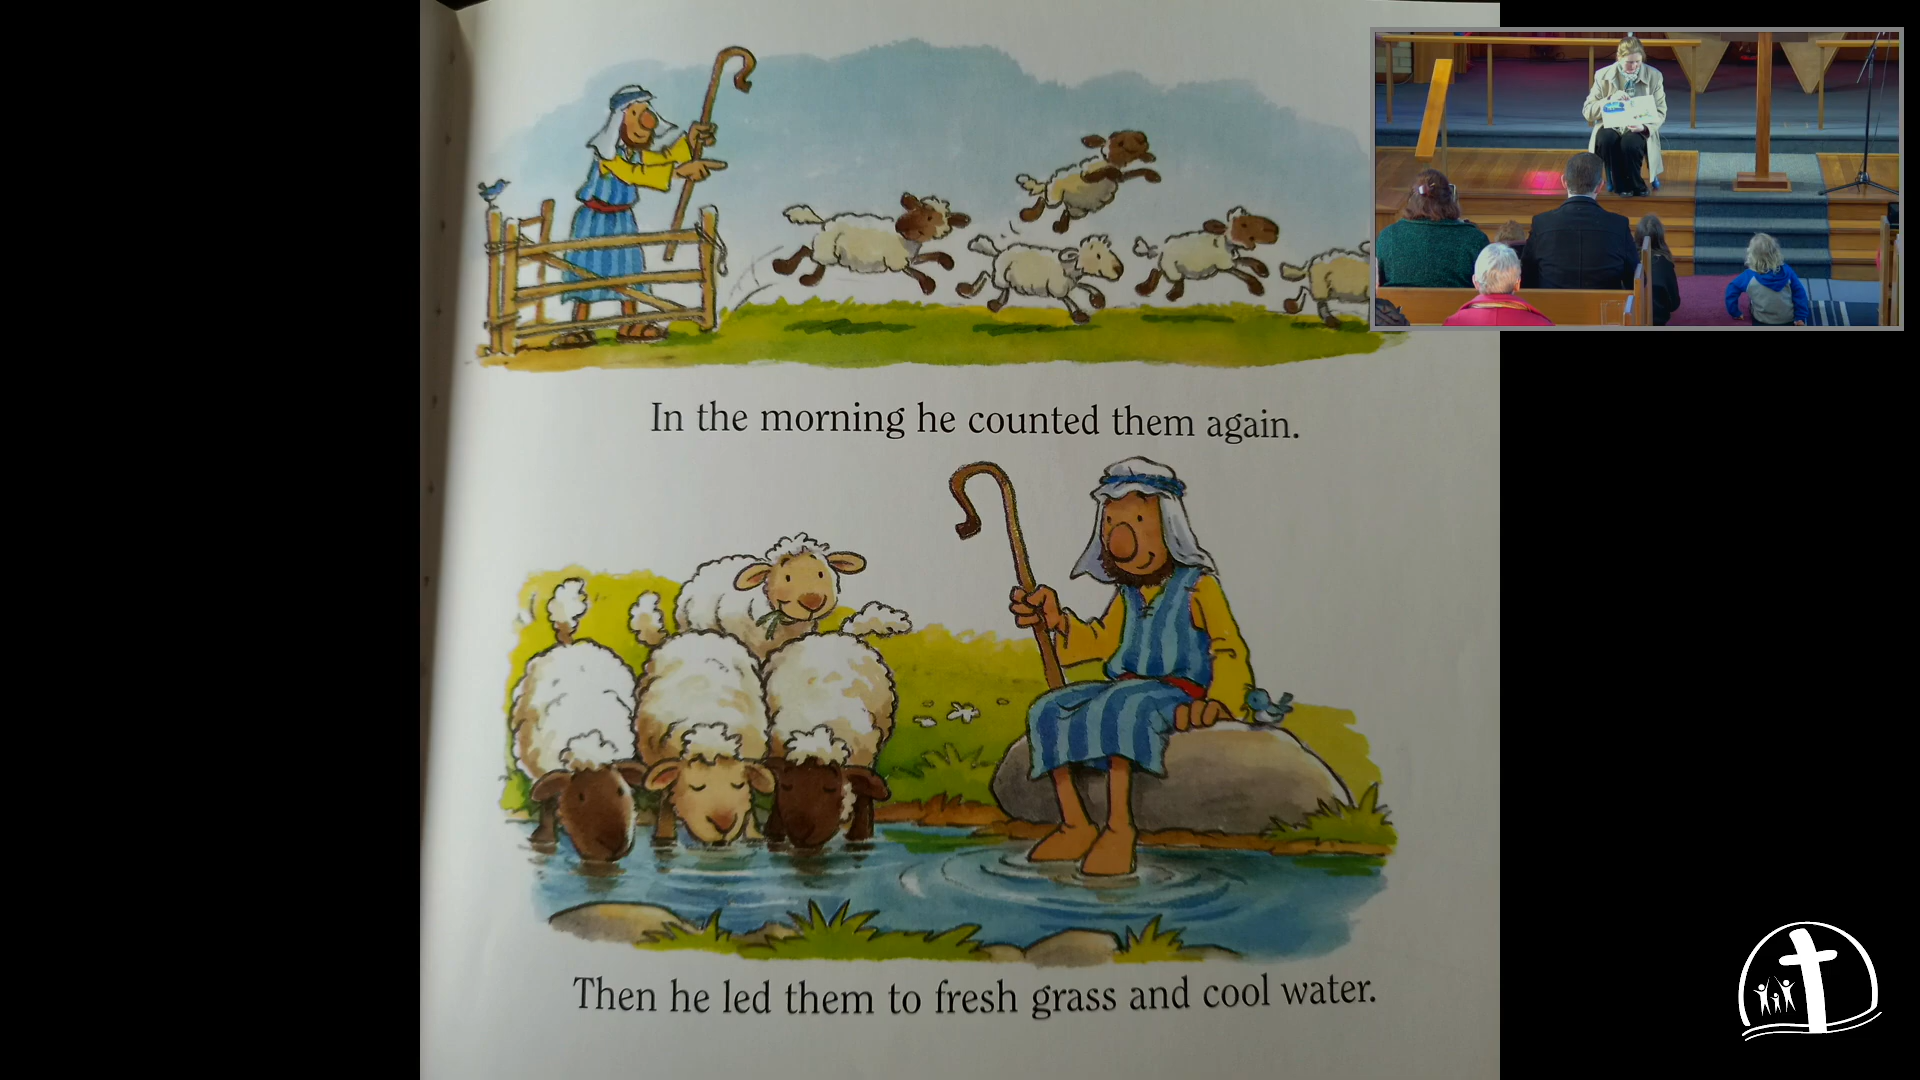 In the morning he counted them again.
Then he led them to fresh grass and cool water.